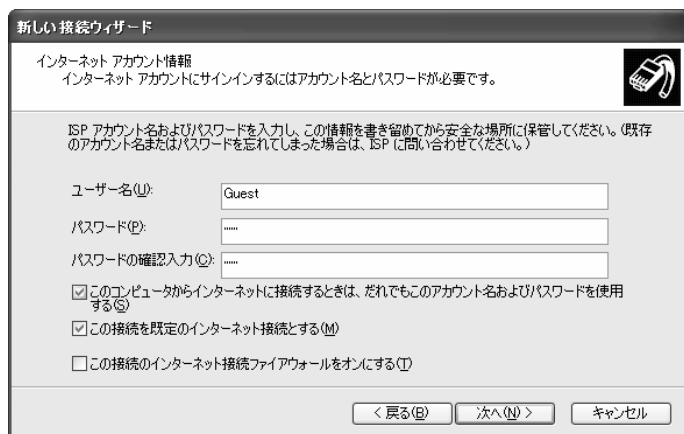 新しい接続ウィザード
インターネット アカウント情報
インターネット アカウントにサインインするにはアカウント名とパスワードが必要です。
ISP アカウント名およびパスワードを入力し、この情報を書き留めてから安全な場所に保管してください。(既存
のアカウント名またはパスワードを忘れてしまった場合は、ISP に問い合わせてください。)
ユーザー名(U):
Guest
パスワード(P):
•••••
パスワードの確認入力(C):
•••••
このコンピュータからインターネットに接続するときは、だれでもこのアカウント名およびパスワードを使用
する(S)
この接続を既定のインターネット接続とする(M)
この接続のインターネット接続ファイアウォールをオンにする(T)
< 戻る(B)
次へ(N) >
キャンセル